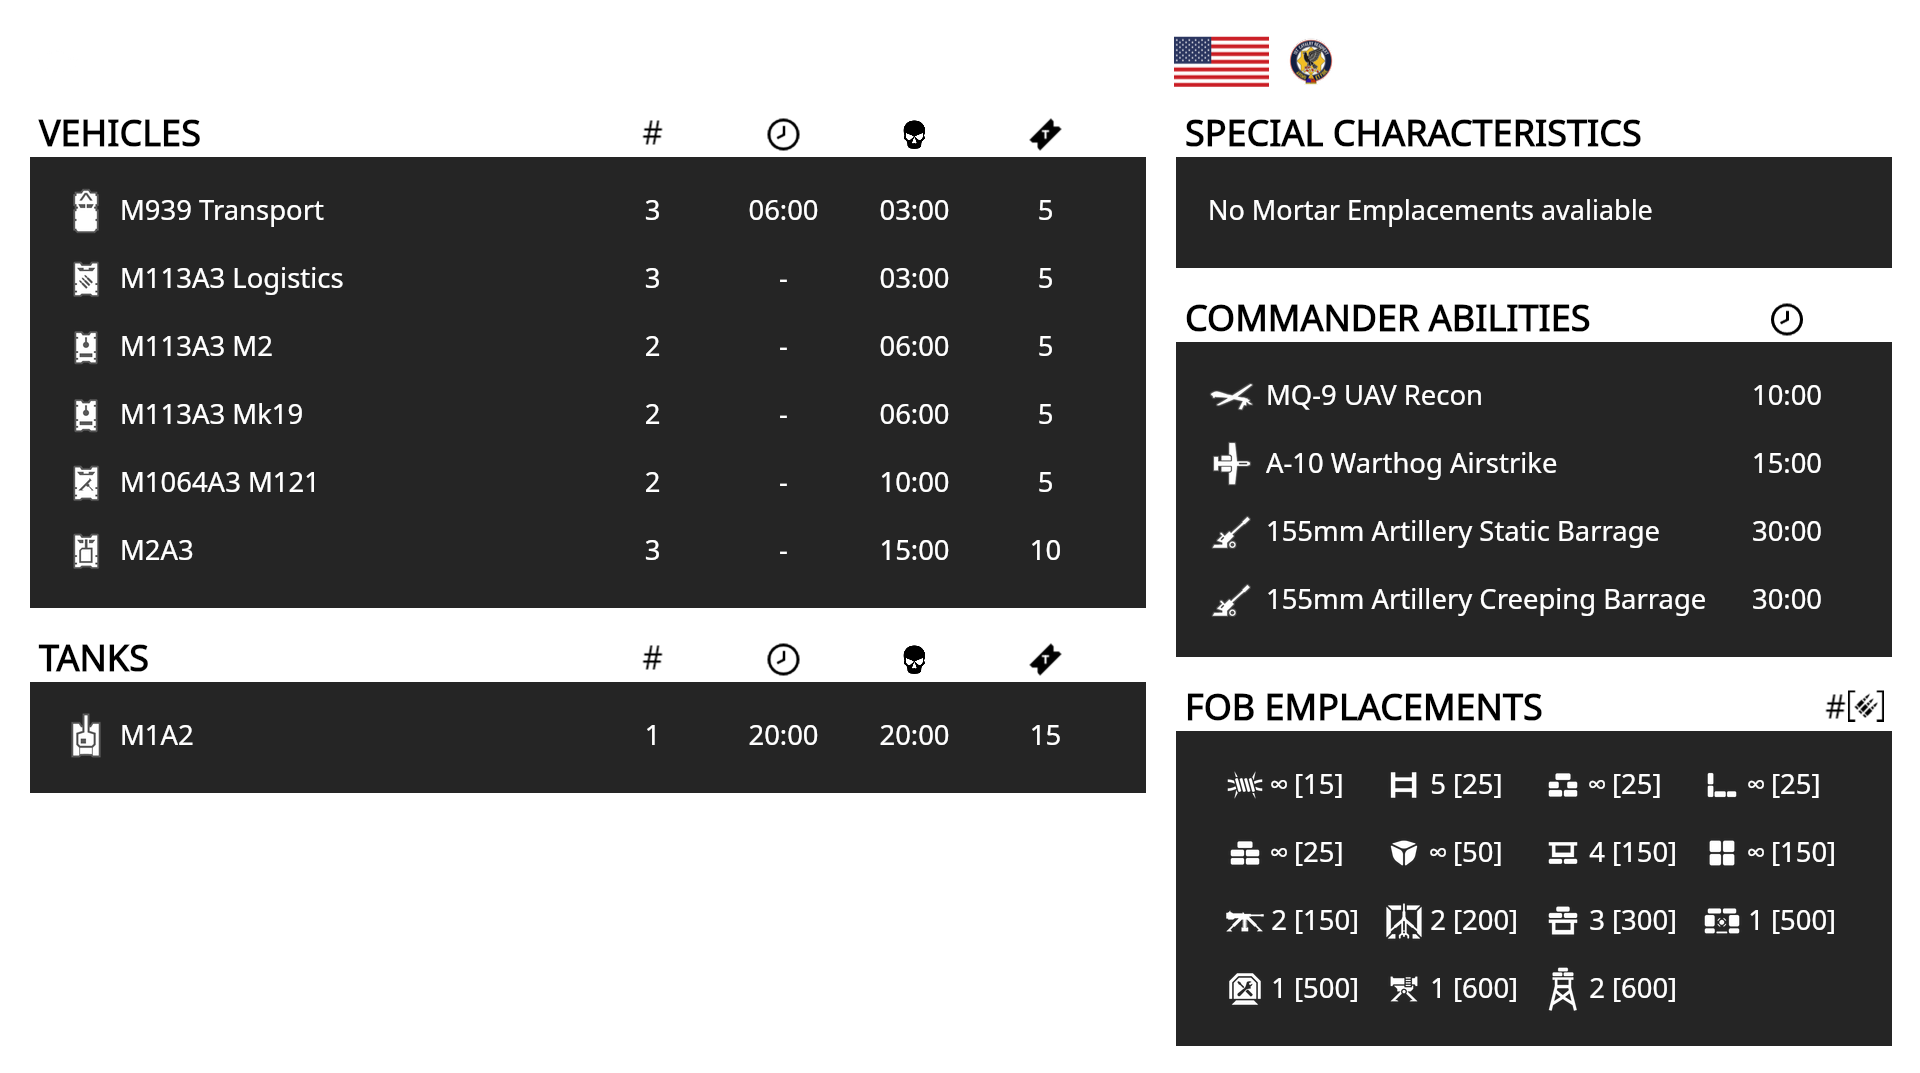 VEHICLES #
M939 Transport 3 06:00 03:00 5
M113A3 Logistics 3 - 03:00 5
M113A3 M2 2 - 06:00 5
M113A3 Mk19 2 - 06:00 5
M1064A3 M121 2 - 10:00 5
M2A3 3 - 15:00 10
TANKS #
M1A2 1 20:00 20:00 15
SPECIAL CHARACTERISTICS
No Mortar Emplacements avaliable
COMMANDER ABILITIES
MQ-9 UAV Recon 10:00
A-10 Warthog Airstrike 15:00
155mm Artillery Static Barrage 30:00
155mm Artillery Creeping Barrage 30:00
FOB EMPLACEMENTS #[]
∞ [15] 5 [25] ∞ [25] ∞ [25]
∞ [25] ∞ [50] 4 [150] ∞ [150]
2 [150] 2 [200] 3 [300] 1 [500]
1 [500] 1 [600] 2 [600]